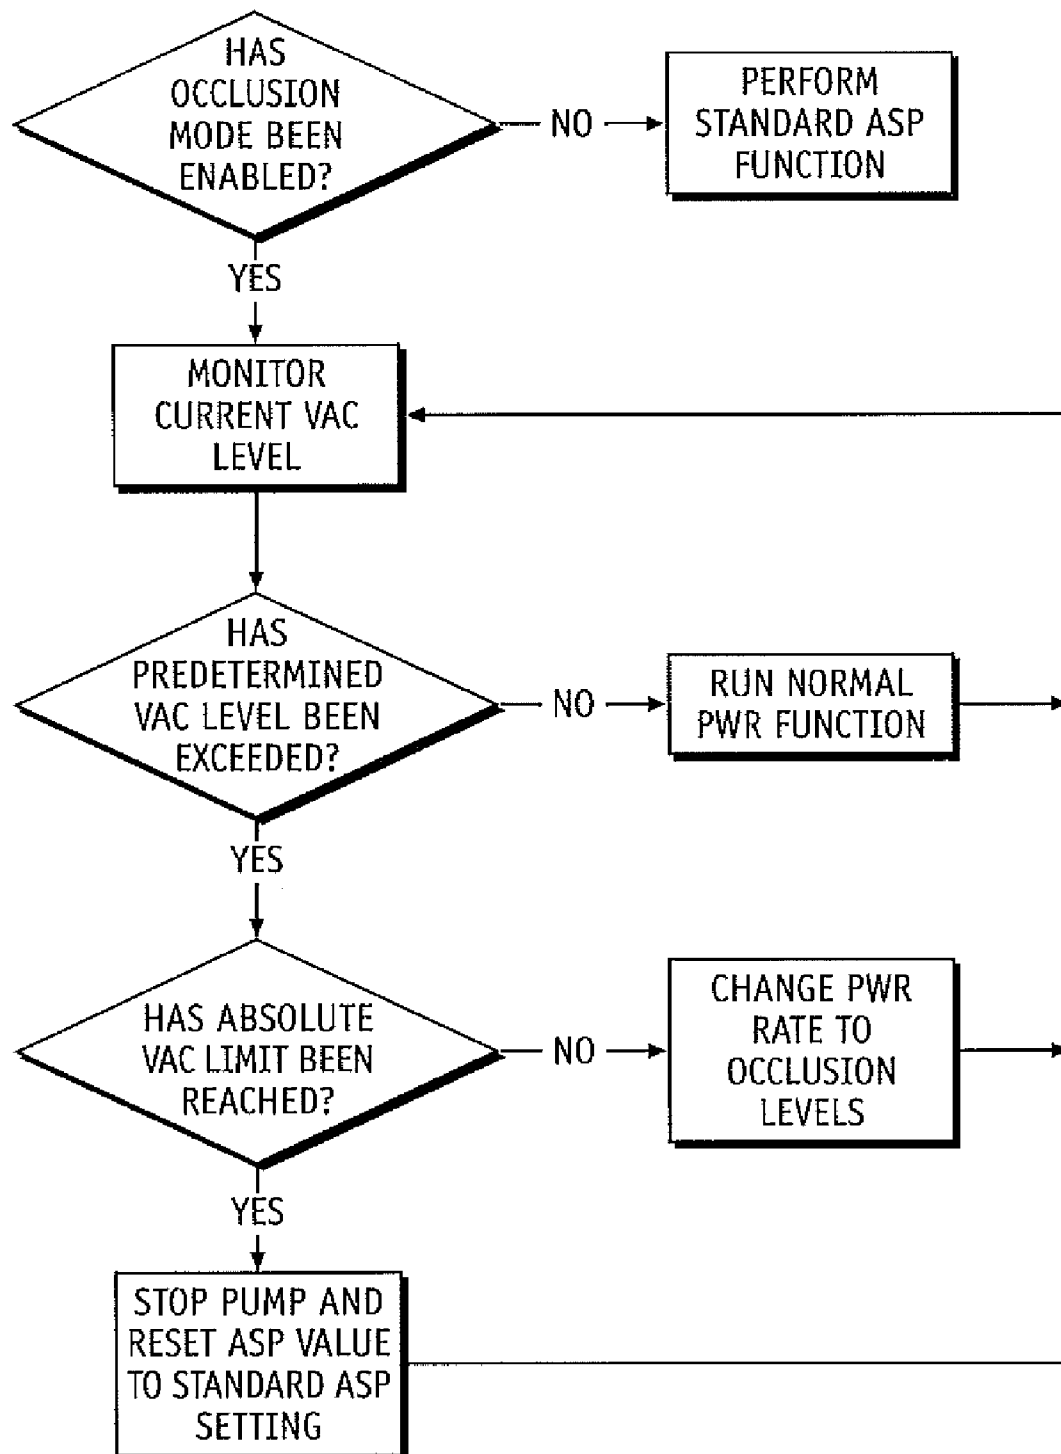 HAS
OCCLUSION
MODE BEEN
ENABLED?
NO
PERFORM
STANDARD ASP
FUNCTION
YES
MONITOR
CURRENT VAC
LEVEL
HAS
PREDETERMINED
VAC LEVEL BEEN
EXCEEDED?
NO
RUN NORMAL
PWR FUNCTION
YES
HAS ABSOLUTE
VAC LIMIT BEEN
REACHED?
NO
CHANGE PWR
RATE TO
OCCLUSION
LEVELS
YES
STOP PUMP AND
RESET ASP VALUE
TO STANDARD ASP
SETTING